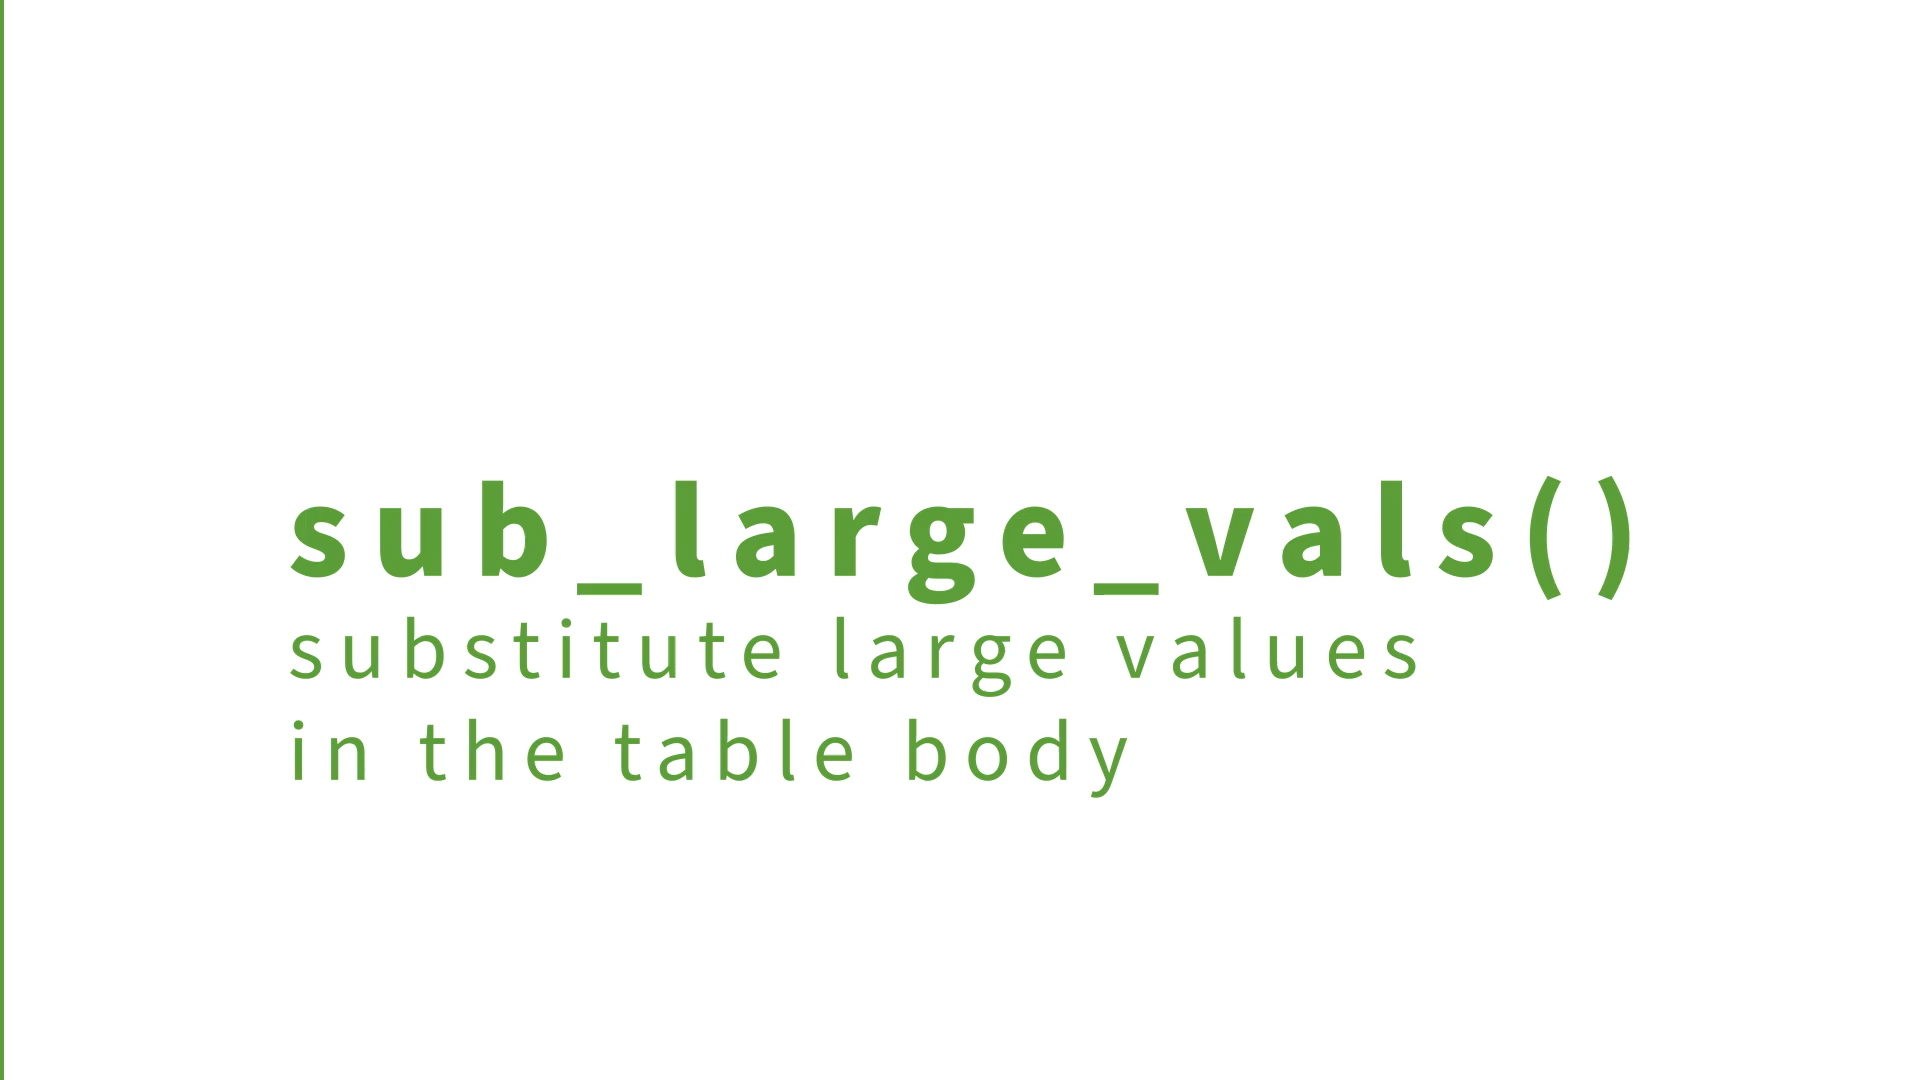 sub_large_vals()
substitute large values
in the table body